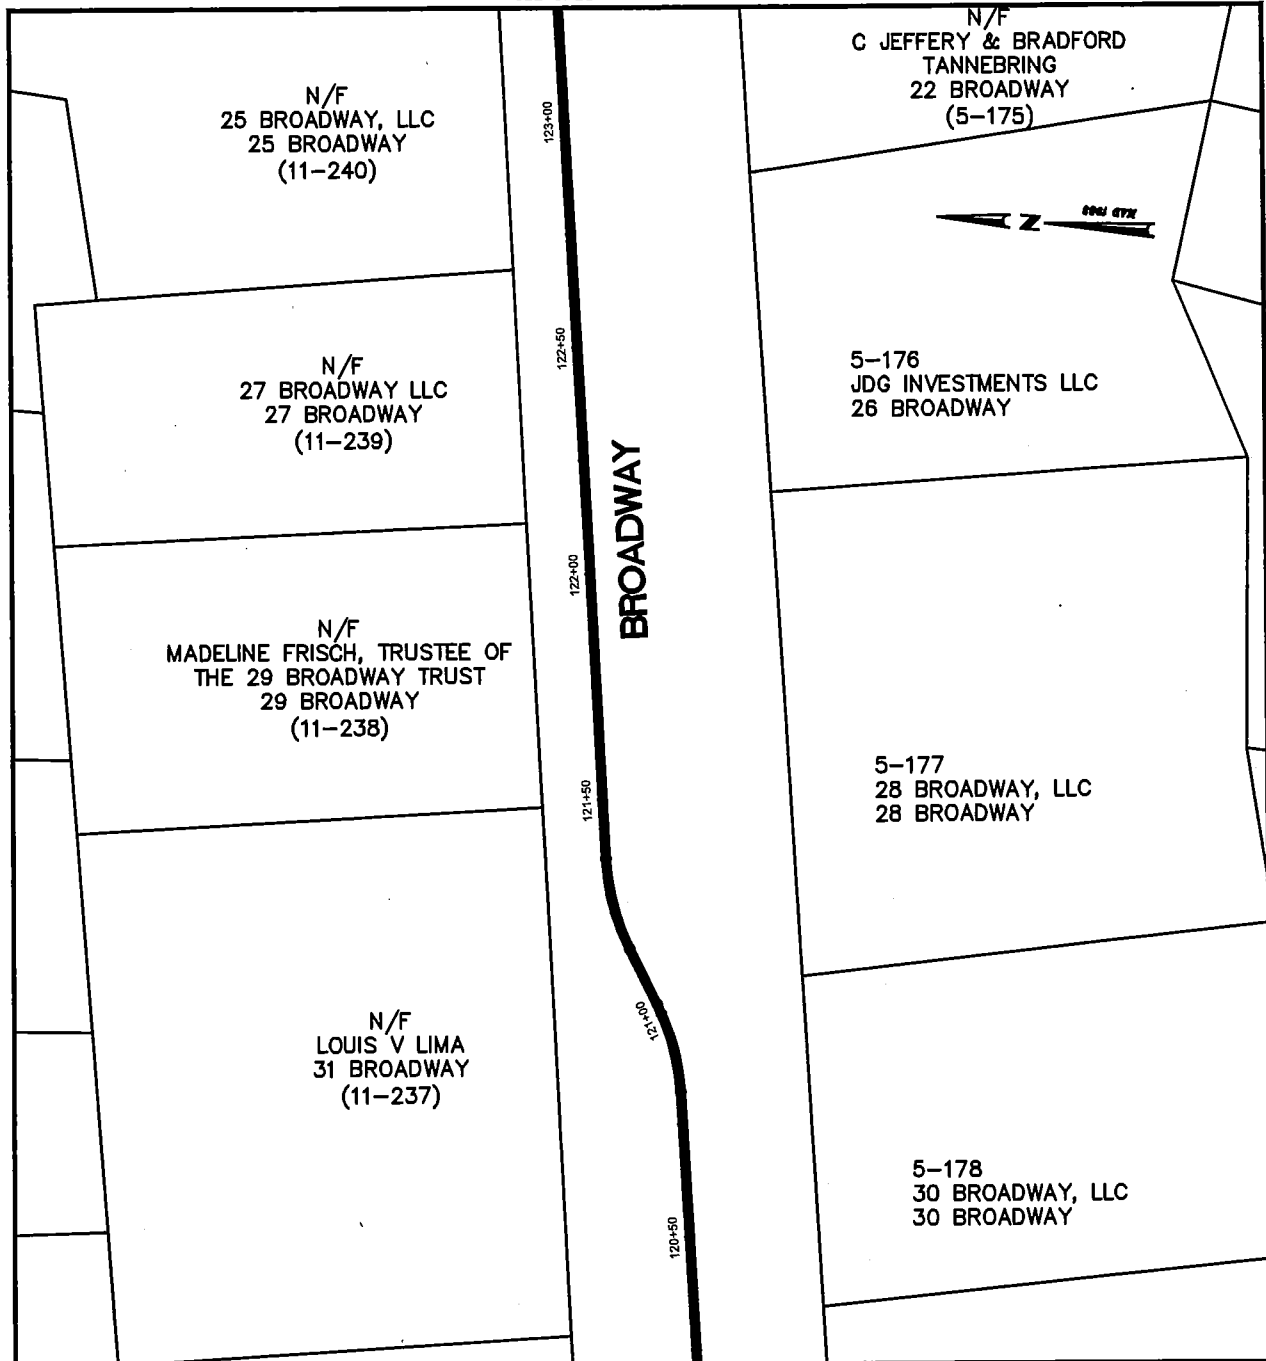 N/F
25 BROADWAY, LLC
25 BROADWAY
(11-240)
N/F
27 BROADWAY LLC
27 BROADWAY
(11-239)
N/F
MADELINE FRISCH, TRUSTEE OF
THE 29 BROADWAY TRUST
29 BROADWAY
(11-238)
N/F
LOUIS V LIMA
31 BROADWAY
(11-237)
123+00
122+50
122+00
121+50
121+00
120+50
BROADWAY
N/F
C JEFFERY & BRADFORD
TANNEBRING
22 BROADWAY
(5-175)
N
NAD 1983
5-176
JDG INVESTMENTS LLC
26 BROADWAY
5-177
28 BROADWAY, LLC
28 BROADWAY
5-178
30 BROADWAY, LLC
30 BROADWAY